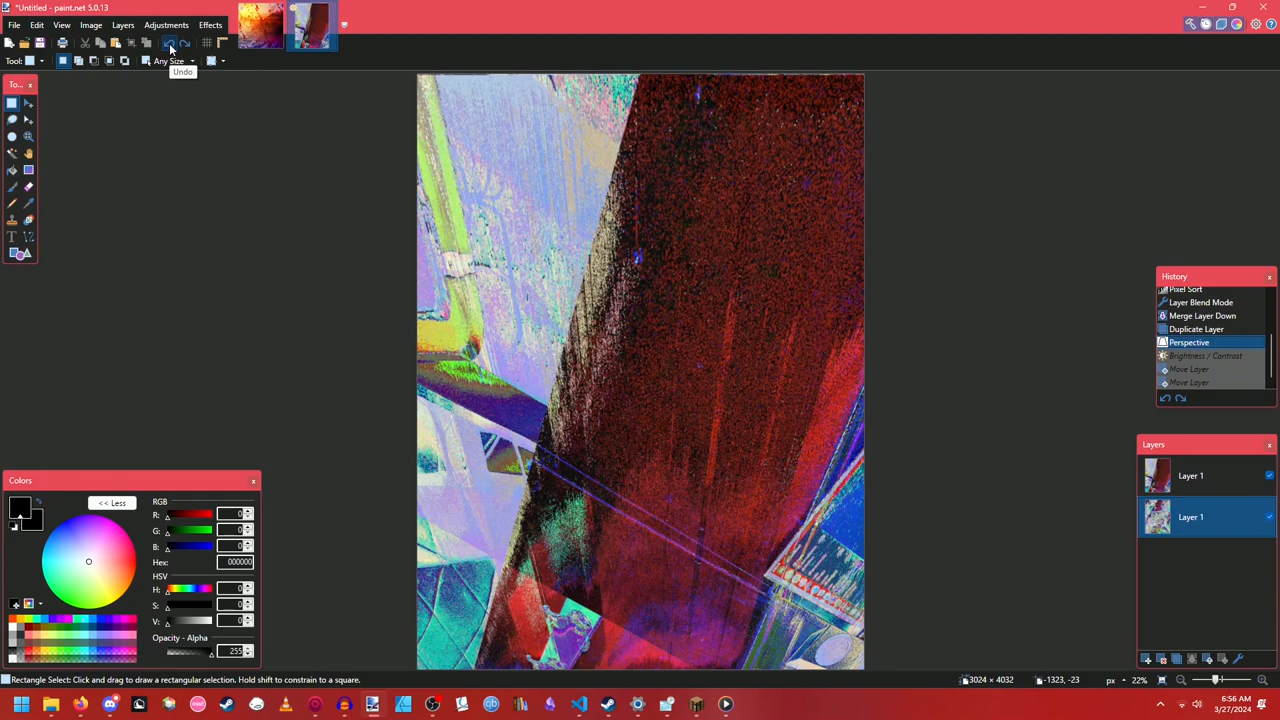 *Untitled - paint.net 5.0.13
File Edit View Image Layers Adjustments Effects
Tool: Any Size
Undo
To...
History
Pixel Sort
Layer Blend Mode
Merge Layer Down
Duplicate Layer
Perspective
Brightness / Contrast
Move Layer
Move Layer
Layers
Layer 1
Layer 1
Colors
<< Less
RGB
R: 0
G: 0
B: 0
Hex: 000000
HSV
H: 0
S: 0
V: 0
Opacity - Alpha
255
Rectangle Select: Click and drag to draw a rectangular selection. Hold shift to constrain to a square.
3024 × 4032
-1323, -23
px
22%
6:56 AM
3/27/2024